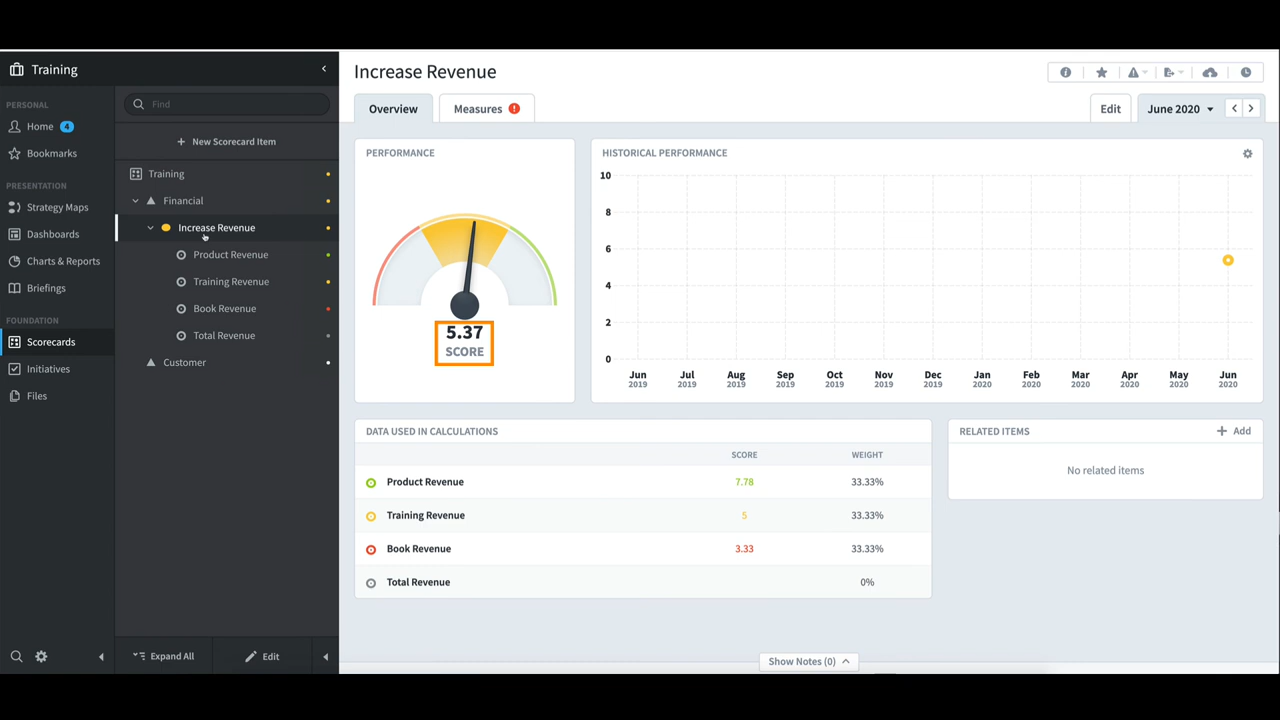 Training
PERSONAL
Home 4
Bookmarks
PRESENTATION
Strategy Maps
Dashboards
Charts & Reports
Briefings
FOUNDATION
Scorecards
Initiatives
Files
Find
+ New Scorecard Item
Training
Financial
Increase Revenue
Product Revenue
Training Revenue
Book Revenue
Total Revenue
Customer
Expand All
Edit
Increase Revenue
Overview
Measures !
Edit
June 2020
PERFORMANCE
5.37
SCORE
HISTORICAL PERFORMANCE
10
8
6
4
2
0
Jun Jul Aug Sep Oct Nov Dec Jan Feb Mar Apr May Jun
2019 2019 2019 2019 2019 2019 2019 2020 2020 2020 2020 2020 2020
DATA USED IN CALCULATIONS
SCORE WEIGHT
Product Revenue 7.78 33.33%
Training Revenue 5 33.33%
Book Revenue 3.33 33.33%
Total Revenue 0%
RELATED ITEMS
+ Add
No related items
Show Notes (0)